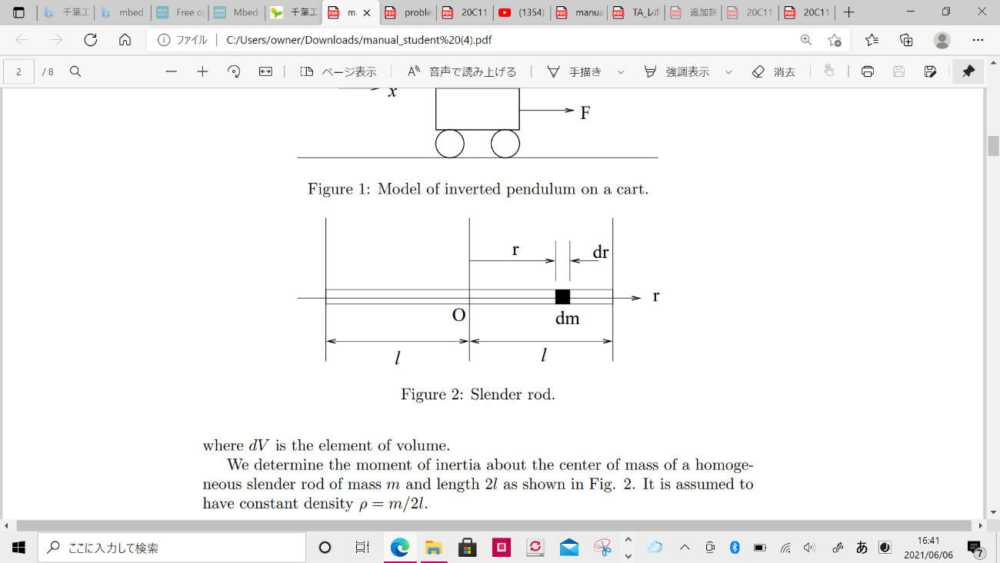 千葉工
mbed
Free o
Mbed
千葉工
m
proble
20C11
(1354)
manua
TA_レポ
追加課
20C11
20C11
ファイル
C:/Users/owner/Downloads/manual_student%20(4).pdf
2 / 8
ページ表示
音声で読み上げる
手描き
強調表示
消去
x
F
Figure 1: Model of inverted pendulum on a cart.
r
dr
r
O
dm
l
l
Figure 2: Slender rod.
where dV is the element of volume.
We determine the moment of inertia about the center of mass of a homoge-
neous slender rod of mass m and length 2l as shown in Fig. 2. It is assumed to
have constant density ρ = m/2l.
ここに入力して検索
あ
16:41
2021/06/06
7